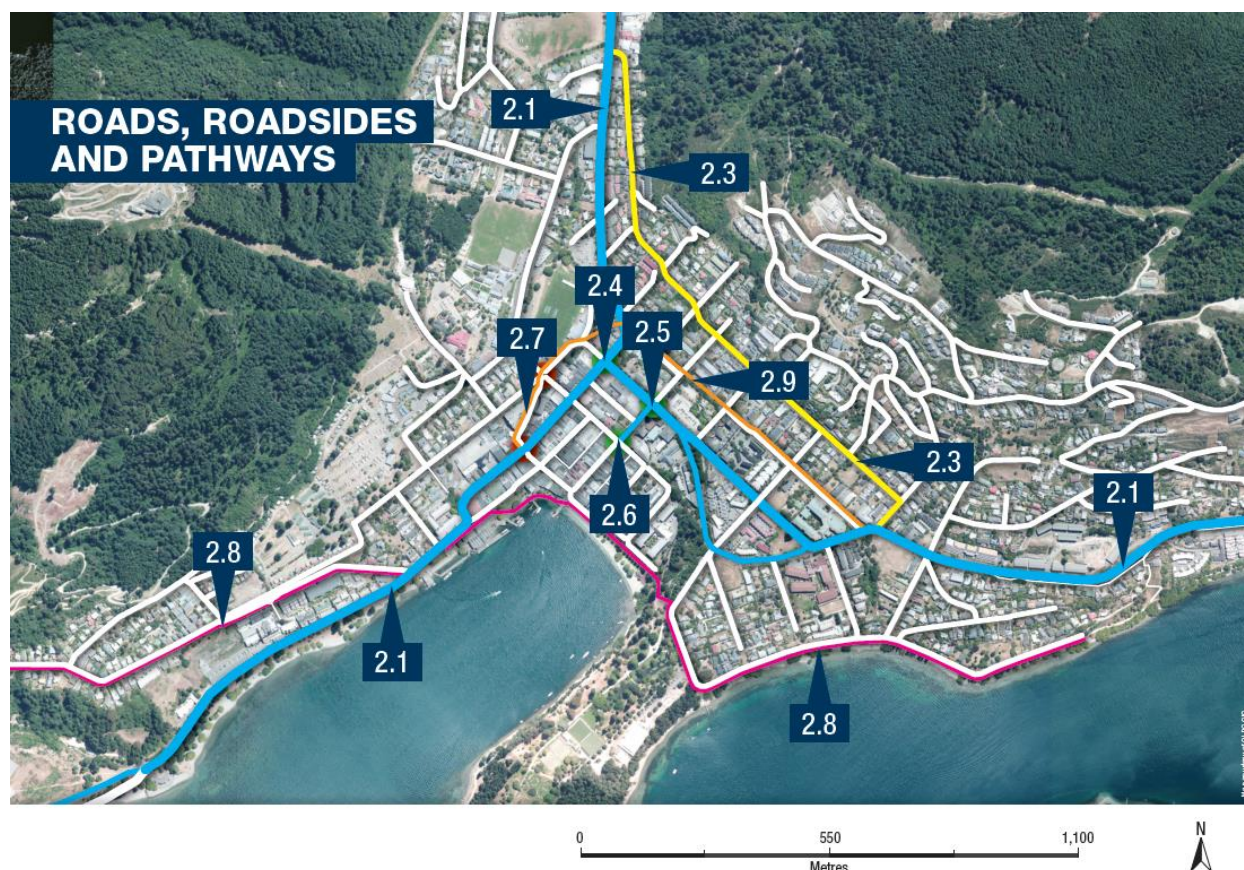 ROADS, ROADSIDES
AND PATHWAYS
2.1
2.3
2.4
2.5
2.7
2.9
2.3
2.1
2.6
2.8
2.1
2.8
0 550 1,100
Metres
N